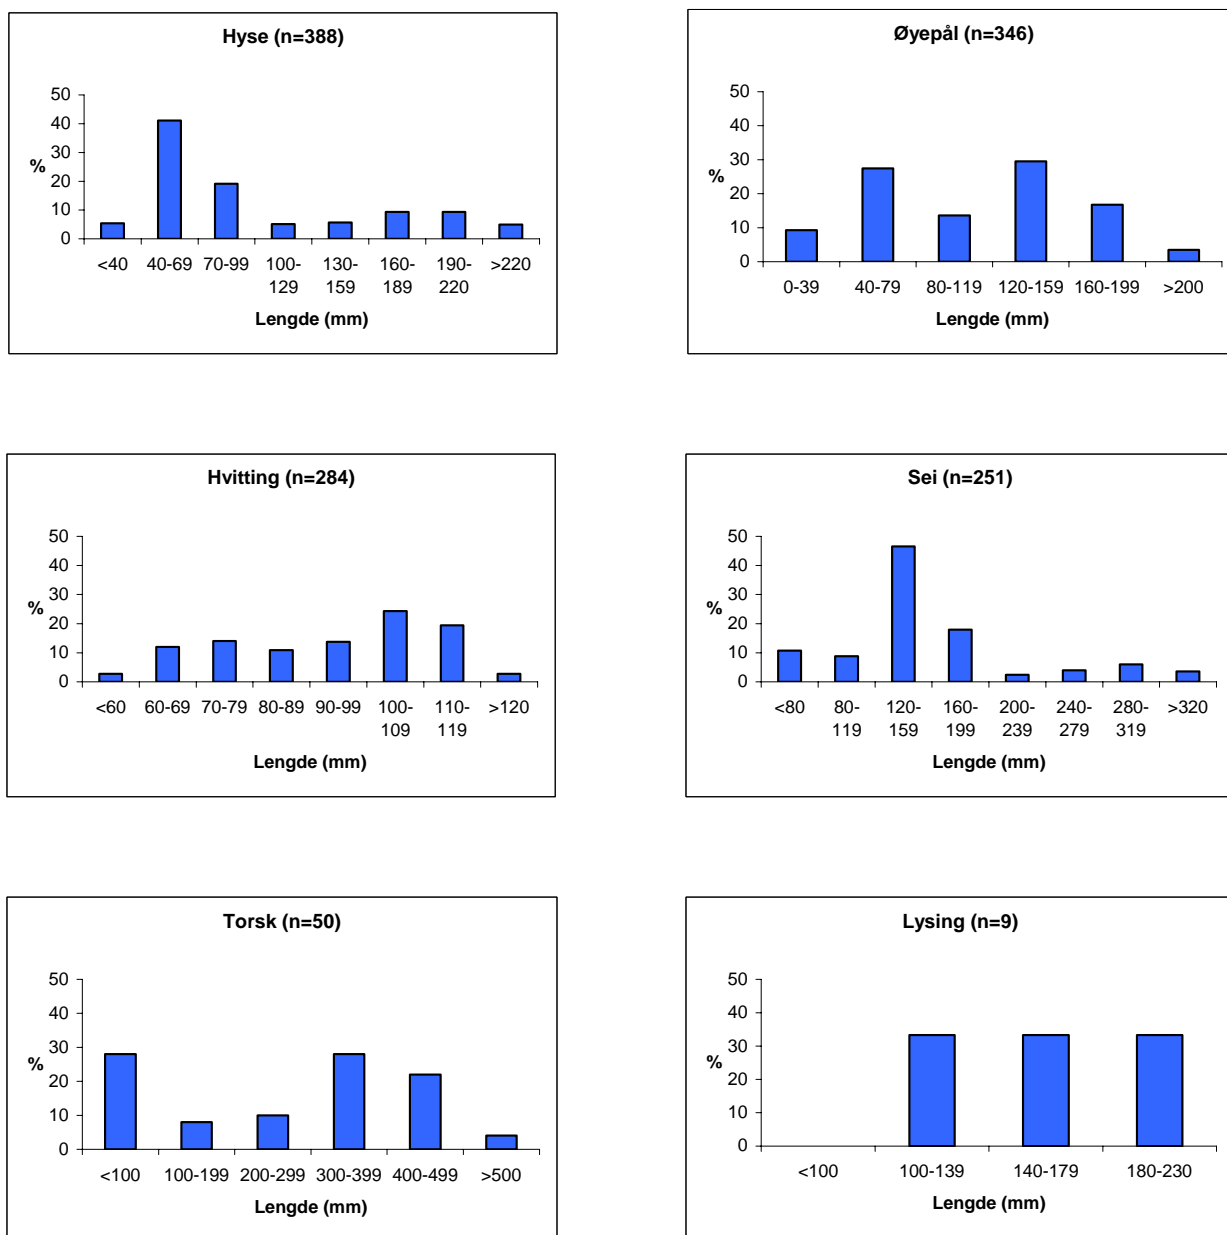 Hyse (n=388)
50
40
30
20
10
0
%
<40 40-69 70-99 100-129 130-159 160-189 190-220 >220
Lengde (mm)
Øyepål (n=346)
50
40
30
20
10
0
%
0-39 40-79 80-119 120-159 160-199 >200
Lengde (mm)
Hvitting (n=284)
50
40
30
20
10
0
%
<60 60-69 70-79 80-89 90-99 100-109 110-119 >120
Lengde (mm)
Sei (n=251)
50
40
30
20
10
0
%
<80 80-119 120-159 160-199 200-239 240-279 280-319 >320
Lengde (mm)
Torsk (n=50)
50
40
30
20
10
0
%
<100 100-199 200-299 300-399 400-499 >500
Lengde (mm)
Lysing (n=9)
50
40
30
20
10
0
%
<100 100-139 140-179 180-230
Lengde (mm)